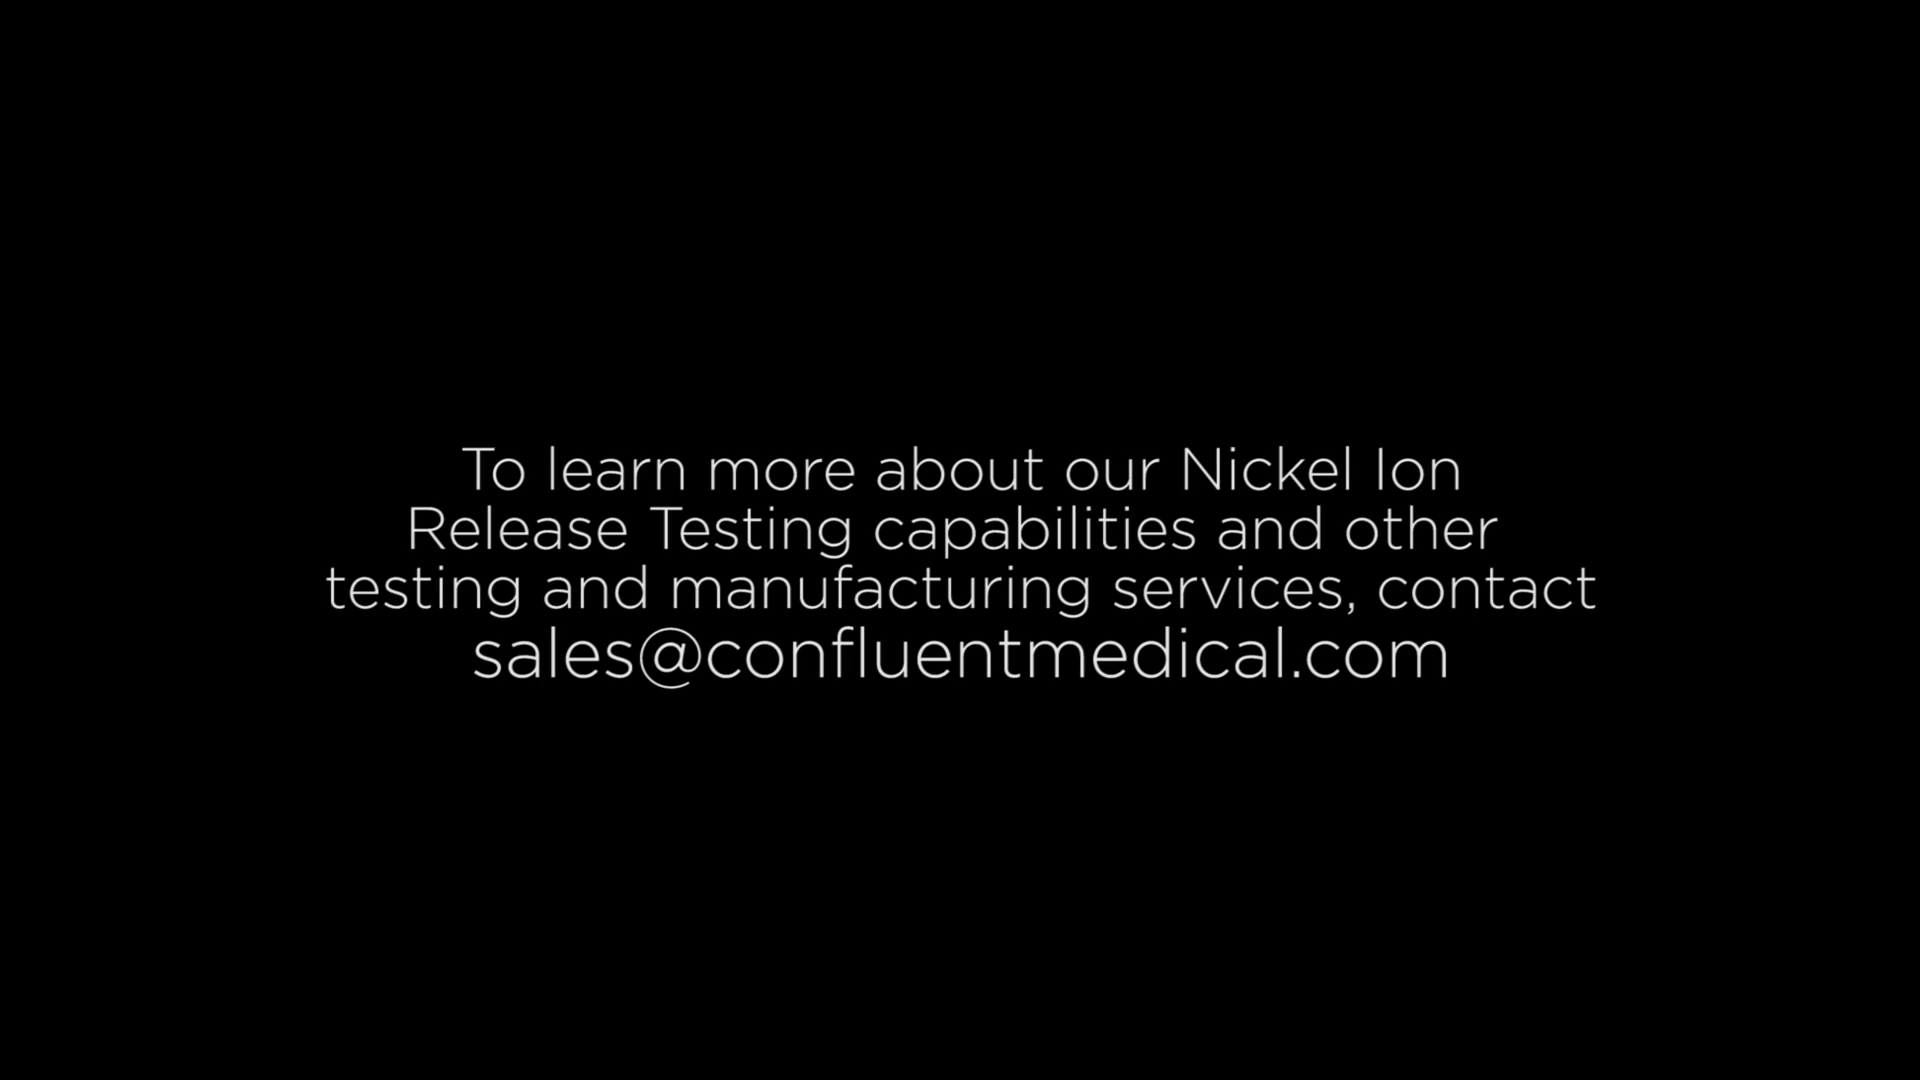 To learn more about our Nickel Ion
Release Testing capabilities and other
testing and manufacturing services, contact
sales@confluentmedical.com